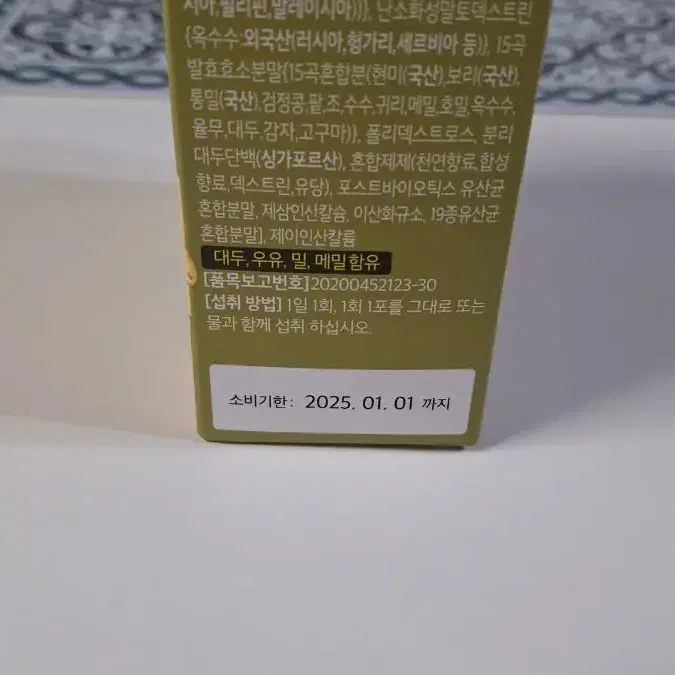 시아,필리핀,말레이시아)}, 난소화성말토덱스트린
{옥수수:외국산(러시아,헝가리,세르비아 등)}, 15곡
발효효소분말{15곡혼합분(현미(국산),보리(국산),
통밀(국산),검정콩,팥,조,수수,귀리,메밀,호밀,옥수수,
율무,대두,감자,고구마)}, 폴리덱스트로스, 분리
대두단백(싱가포르산), 혼합제제(천연향료,합성
향료,덱스트린,유당), 포스트바이오틱스 유산균
혼합분말, 제삼인산칼슘, 이산화규소, 19종유산균
혼합분말], 제이인산칼륨
대두,우유,밀,메밀함유
[품목보고번호]20200452123-30
[섭취 방법] 1일 1회, 1회 1포를 그대로 또는
물과 함께 섭취 하십시오.
소비기한: 2025. 01. 01 까지